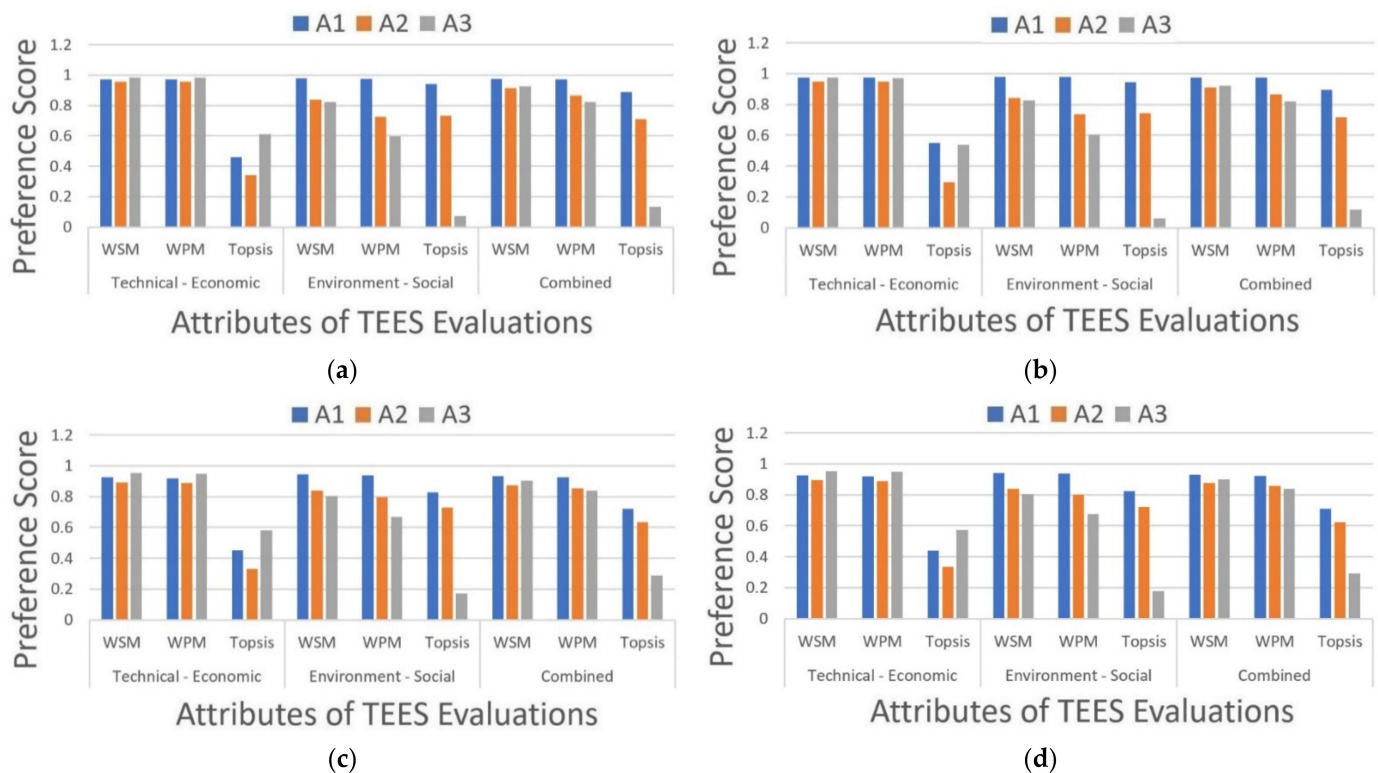 A1 A2 A3
Preference Score
1.2
1
0.8
0.6
0.4
0.2
0
WSM WPM Topsis WSM WPM Topsis WSM WPM Topsis
Technical - Economic Environment - Social Combined
Attributes of TEES Evaluations
(a)
A1 A2 A3
Preference Score
1.2
1
0.8
0.6
0.4
0.2
0
WSM WPM Topsis WSM WPM Topsis WSM WPM Topsis
Technical - Economic Environment - Social Combined
Attributes of TEES Evaluations
(b)
A1 A2 A3
Preference Score
1.2
1
0.8
0.6
0.4
0.2
0
WSM WPM Topsis WSM WPM Topsis WSM WPM Topsis
Technical - Economic Environment - Social Combined
Attributes of TEES Evaluations
(c)
A1 A2 A3
Preference Score
1.2
1
0.8
0.6
0.4
0.2
0
WSM WPM Topsis WSM WPM Topsis WSM WPM Topsis
Technical - Economic Environment - Social Combined
Attributes of TEES Evaluations
(d)